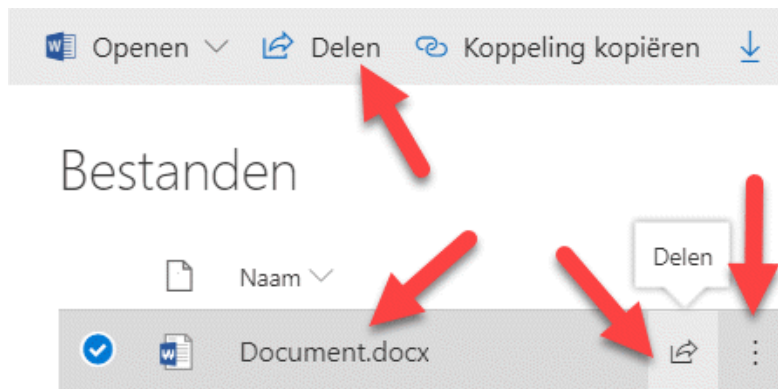 Openen Delen Koppeling kopiëren
Bestanden
Delen
Naam
Document.docx